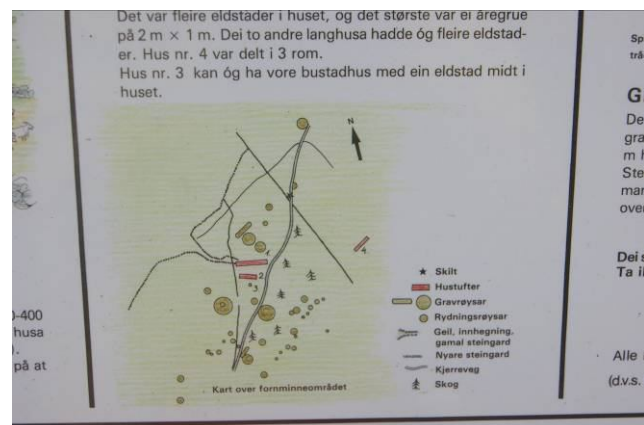 Det var fleire eldstader i huset, og det største var ei åregrue
på 2 m × 1 m. Dei to andre langhusa hadde óg fleire eldstad-
er. Hus nr. 4 var delt i 3 rom.
Hus nr. 3 kan óg ha vore bustadhus med ein eldstad midt i
huset.
N
1
2
3
4
Skilt
Hustufter
Gravrøysar
Rydningsrøysar
Geil, innhegning,
gamal steingard
Nyare steingard
Kjerreveg
Skog
Kart over fornminneområdet
0-400
husa
).
på at
Sp
trå
G
De
gra
m h
Ste
mar
over
Dei s
Ta i
Alle
(d.v.s.